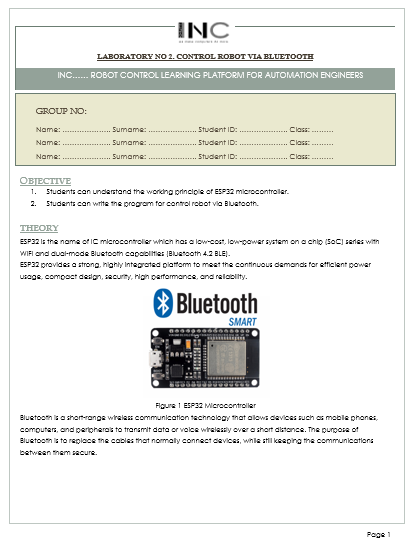 INC
LABORATORY NO 2. CONTROL ROBOT VIA BLUETOOTH
INC...... ROBOT CONTROL LEARNING PLATFORM FOR AUTOMATION ENGINEERS
GROUP NO:
Name: ..................... Surname: ..................... Student ID: ..................... Class: .........
Name: ..................... Surname: ..................... Student ID: ..................... Class: .........
Name: ..................... Surname: ..................... Student ID: ..................... Class: .........
OBJECTIVE
1. Students can understand the working principle of ESP32 microcontroller.
2. Students can write the program for control robot via Bluetooth.
THEORY
ESP32 is the name of IC microcontroller which has a low-cost, low-power system on a chip (SoC) series with
WiFi and dual-mode Bluetooth capabilities (Bluetooth 4.2 BLE).
ESP32 provides a strong, highly integrated platform to meet the continuous demands for efficient power
usage, compact design, security, high performance, and reliability.
Bluetooth
SMART
Figure 1 ESP32 Microcontroller
Bluetooth is a short-range wireless communication technology that allows devices such as mobile phones,
computers, and peripherals to transmit data or voice wirelessly over a short distance. The purpose of
Bluetooth is to replace the cables that normally connect devices, while still keeping the communications
between them secure.
Page 1